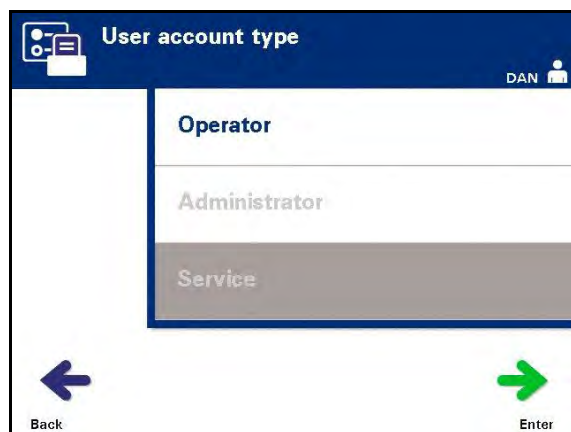 User account type
DAN
Operator
Administrator
Service
Back
Enter